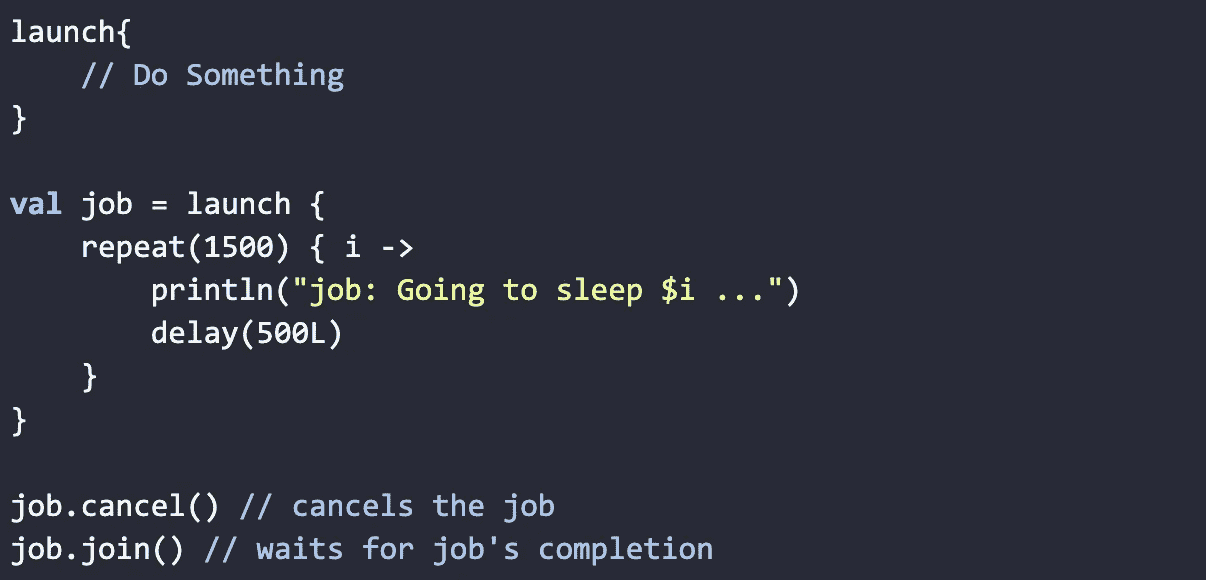 launch{
    // Do Something
}

val job = launch {
    repeat(1500) { i ->
        println("job: Going to sleep $i ...")
        delay(500L)
    }
}

job.cancel() // cancels the job
job.join() // waits for job's completion